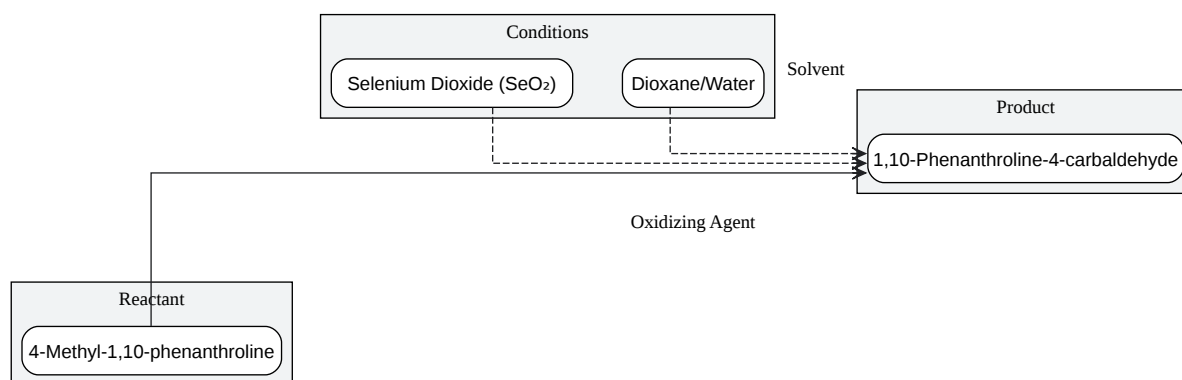 Conditions
Selenium Dioxide (SeO₂)
Dioxane/Water
Solvent
Product
1,10-Phenanthroline-4-carbaldehyde
Oxidizing Agent
Reactant
4-Methyl-1,10-phenanthroline